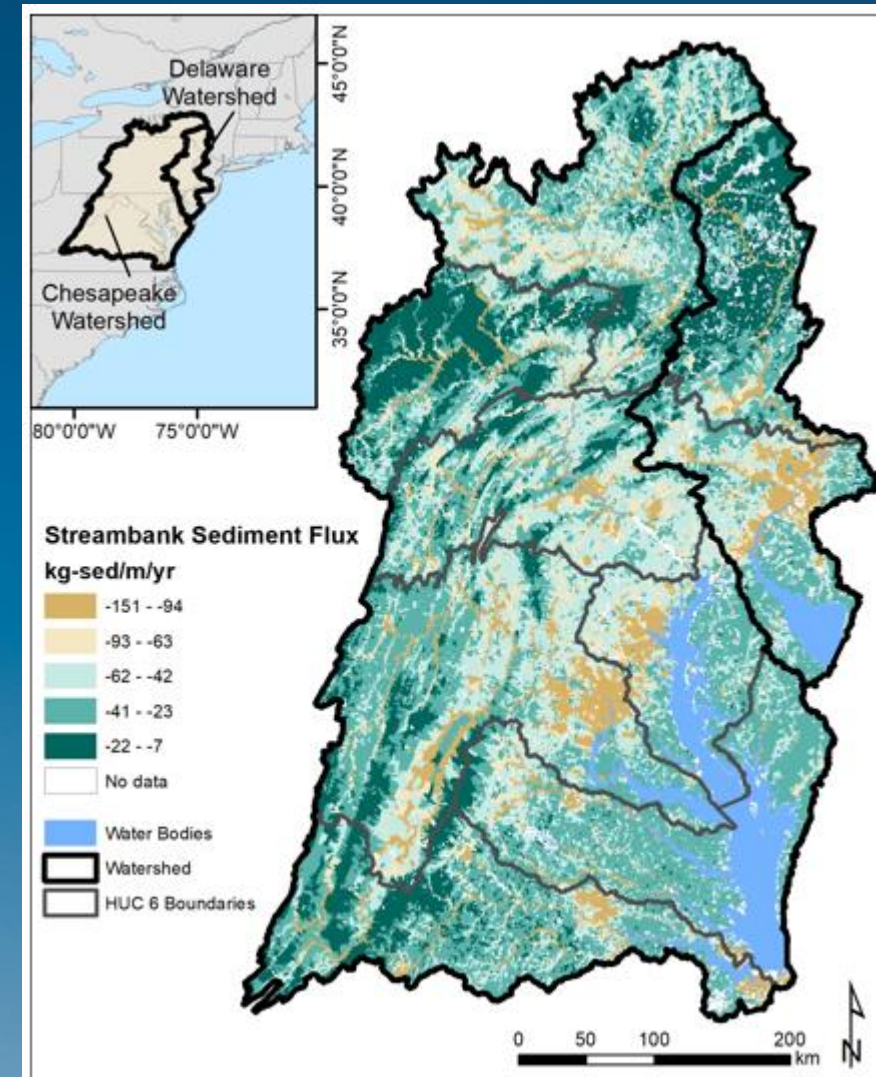 Delaware
Watershed
Chesapeake
Watershed
45°0'0"N
40°0'0"N
35°0'0"N
80°0'0"W 75°0'0"W
Streambank Sediment Flux
kg-sed/m/yr
-151 - -94
-93 - -63
-62 - -42
-41 - -23
-22 - -7
No data
Water Bodies
Watershed
HUC 6 Boundaries
0 50 100 200
km
N